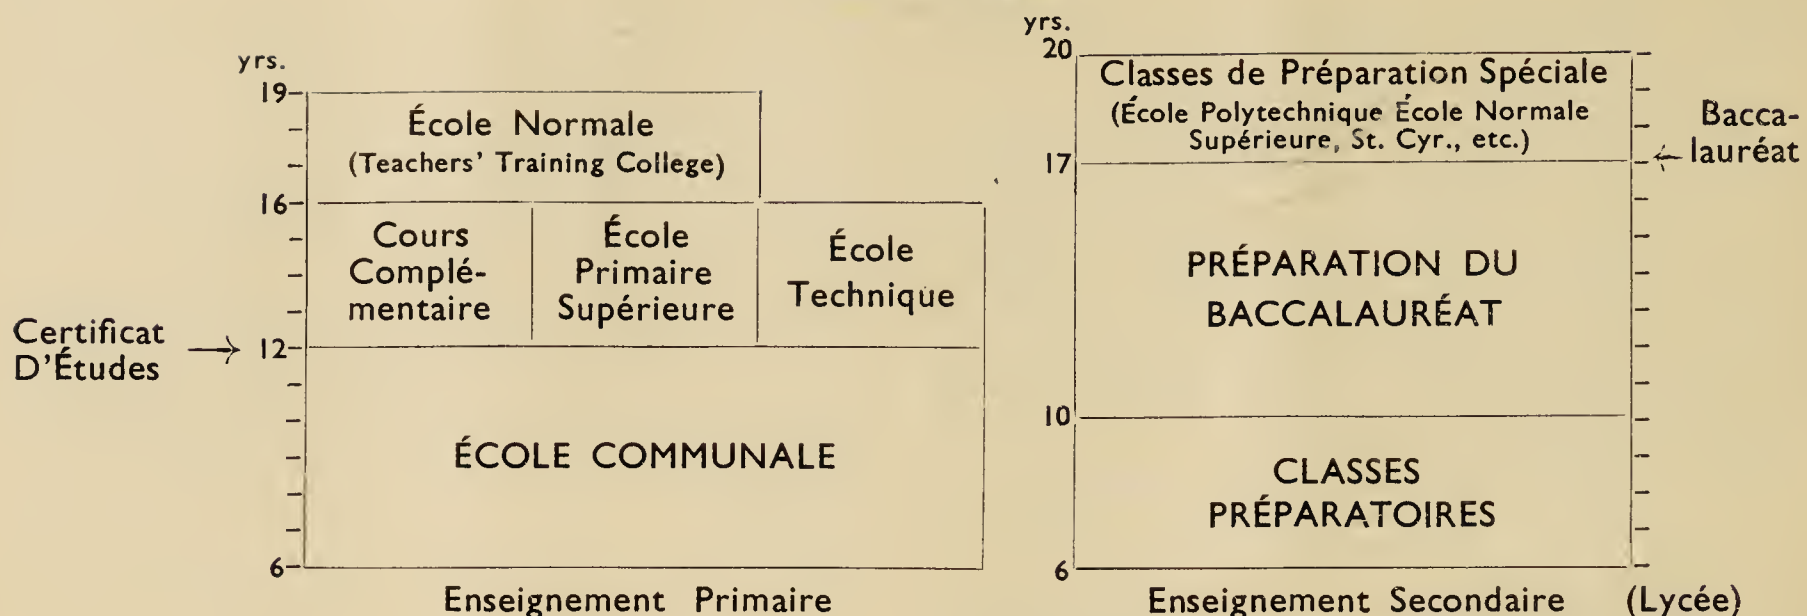 yrs.
19
École Normale
(Teachers' Training College)
16
Cours
Complé-
mentaire
École
Primaire
Supérieure
École
Technique
Certificat
D'Études
12
ÉCOLE COMMUNALE
6
Enseignement Primaire
yrs.
20
Classes de Préparation Spéciale
(École Polytechnique École Normale
Supérieure, St. Cyr., etc.)
Bacca-
lauréat
17
PRÉPARATION DU
BACCALAURÉAT
10
CLASSES
PRÉPARATOIRES
6
Enseignement Secondaire (Lycée)